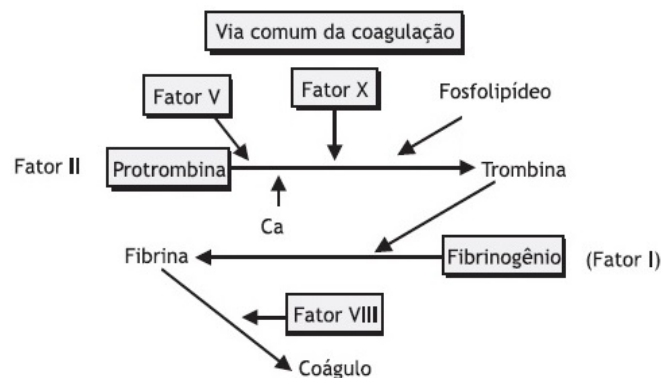 Via comum da coagulação
Fator V
Fator X
Fosfolipídeo
Fator II
Protrombina
Trombina
Ca
Fibrina
Fibrinogênio
(Fator I)
Fator VIII
Coágulo